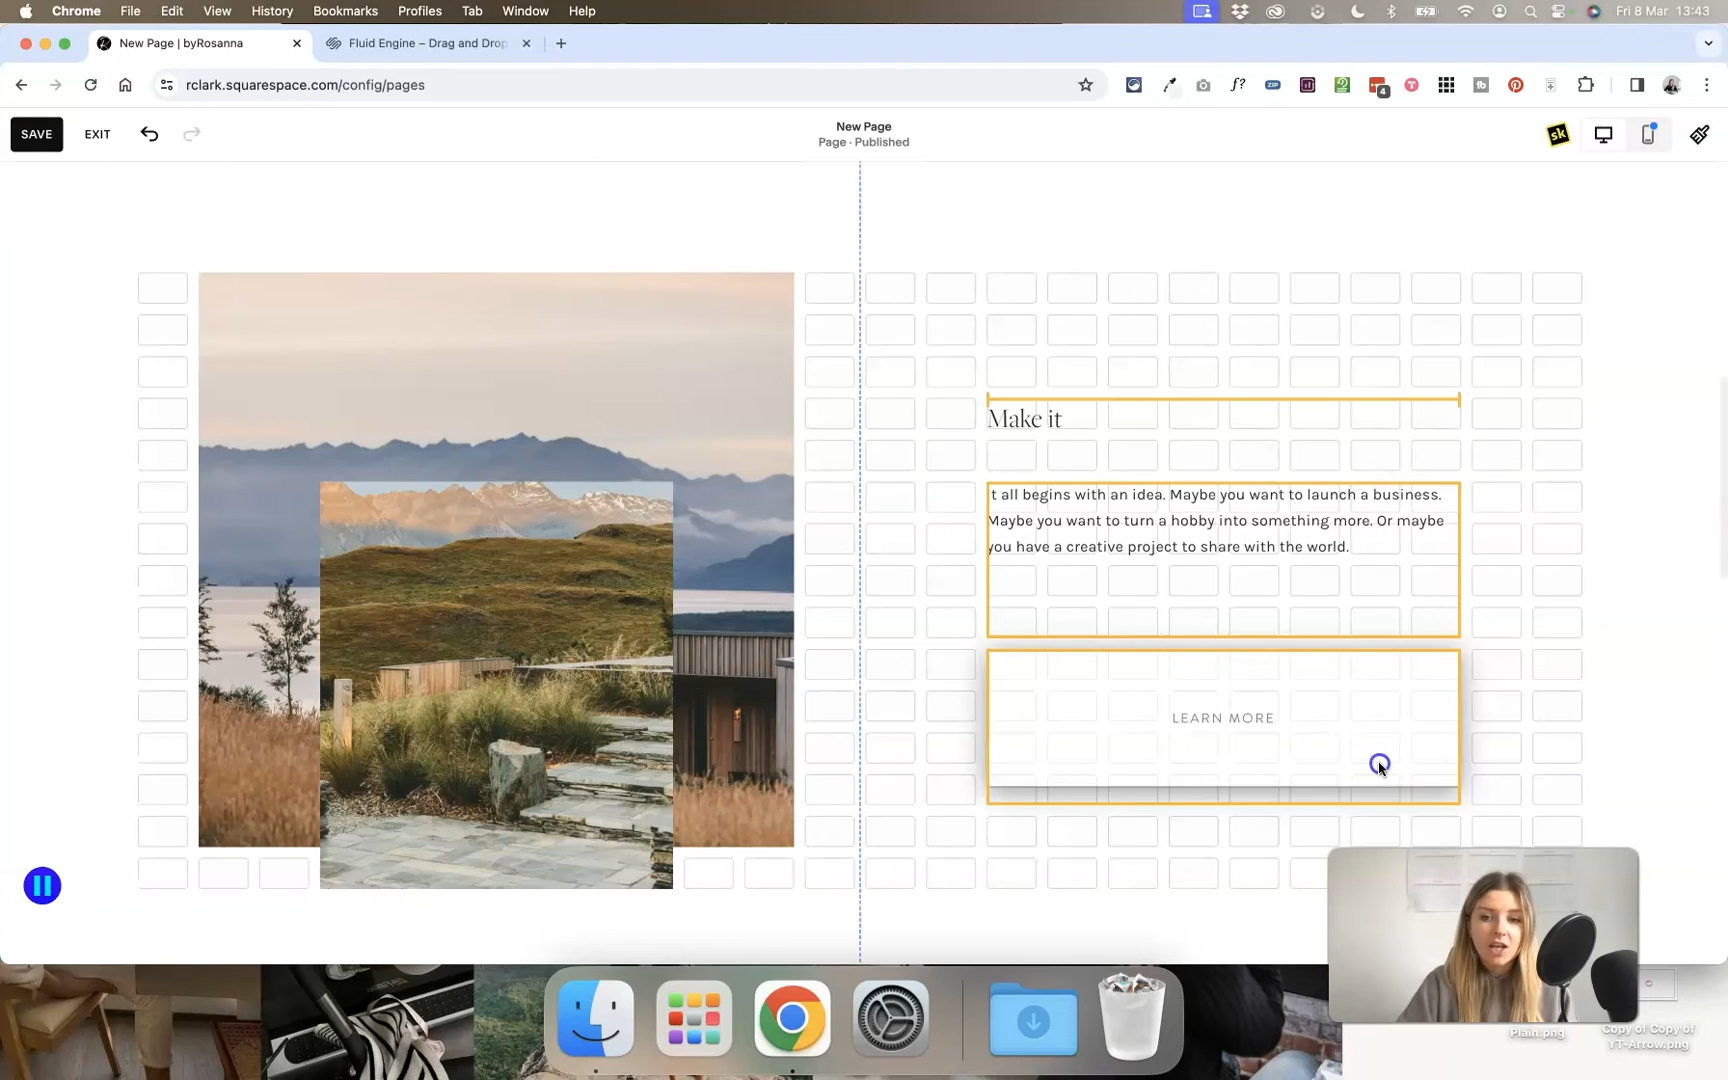 Chrome File Edit View History Bookmarks Profiles Tab Window Help
Fri 8 Mar 13:43
New Page | byRosanna
Fluid Engine – Drag and Drop
rclark.squarespace.com/config/pages
f?
ZIP
4
SAVE
EXIT
New Page
Page · Published
sk
Make it
t all begins with an idea. Maybe you want to launch a business.
Maybe you want to turn a hobby into something more. Or maybe
you have a creative project to share with the world.
LEARN MORE
Plain.png
Copy of Copy of
YT-Arrow.png